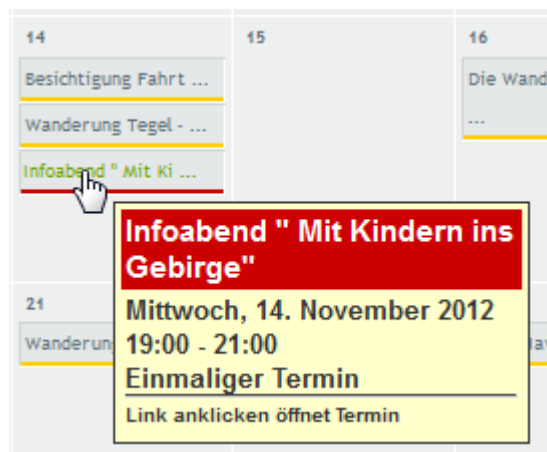 14
15
16
Besichtigung Fahrt ...
Die Wand
Wanderung Tegel - ...
...
Infoabend " Mit Ki ...
Infoabend " Mit Kindern ins
Gebirge"
21
Mittwoch, 14. November 2012
19:00 - 21:00
Einmaliger Termin
Link anklicken öffnet Termin